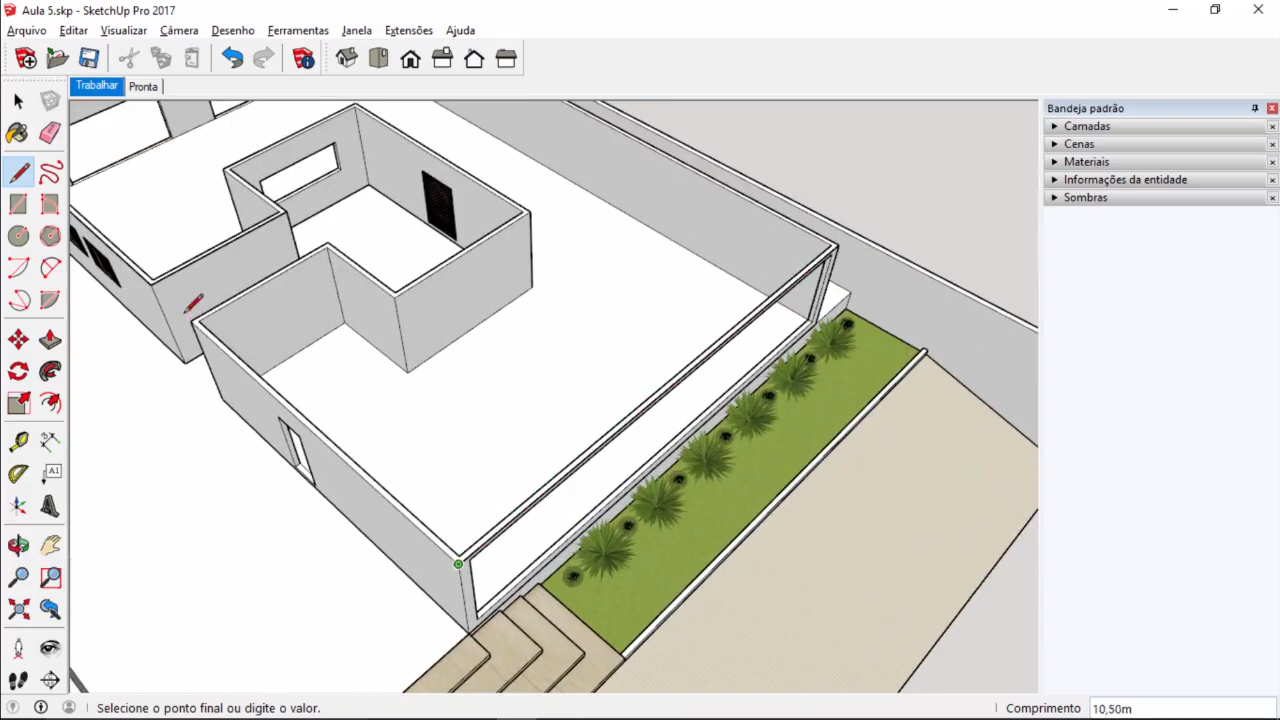 Aula 5.skp - SketchUp Pro 2017
Arquivo Editar Visualizar Câmera Desenho Ferramentas Janela Extensões Ajuda
Trabalhar Pronta
Bandeja padrão
Camadas
Cenas
Materiais
Informações da entidade
Sombras
A1
Selecione o ponto final ou digite o valor.
Comprimento 10,50m